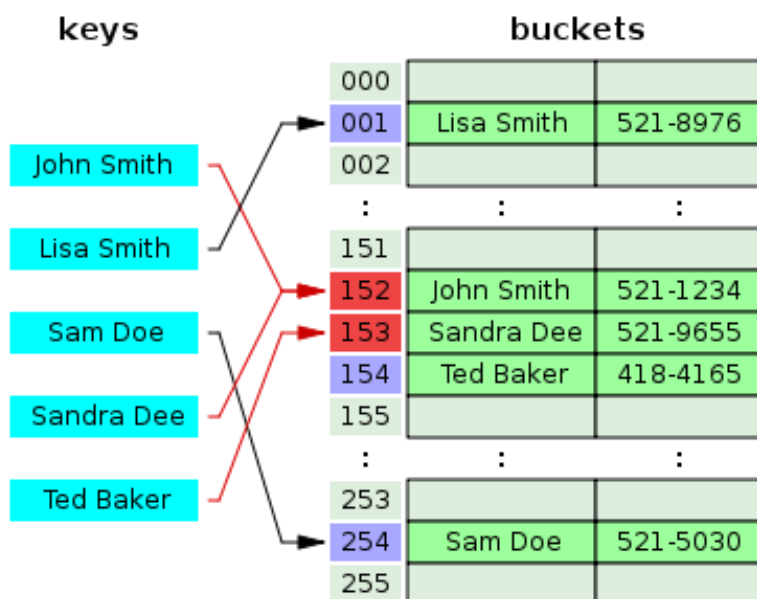 keys
buckets
000
001 Lisa Smith 521-8976
002
: : :
151
152 John Smith 521-1234
153 Sandra Dee 521-9655
154 Ted Baker 418-4165
155
: : :
253
254 Sam Doe 521-5030
255
John Smith
Lisa Smith
Sam Doe
Sandra Dee
Ted Baker